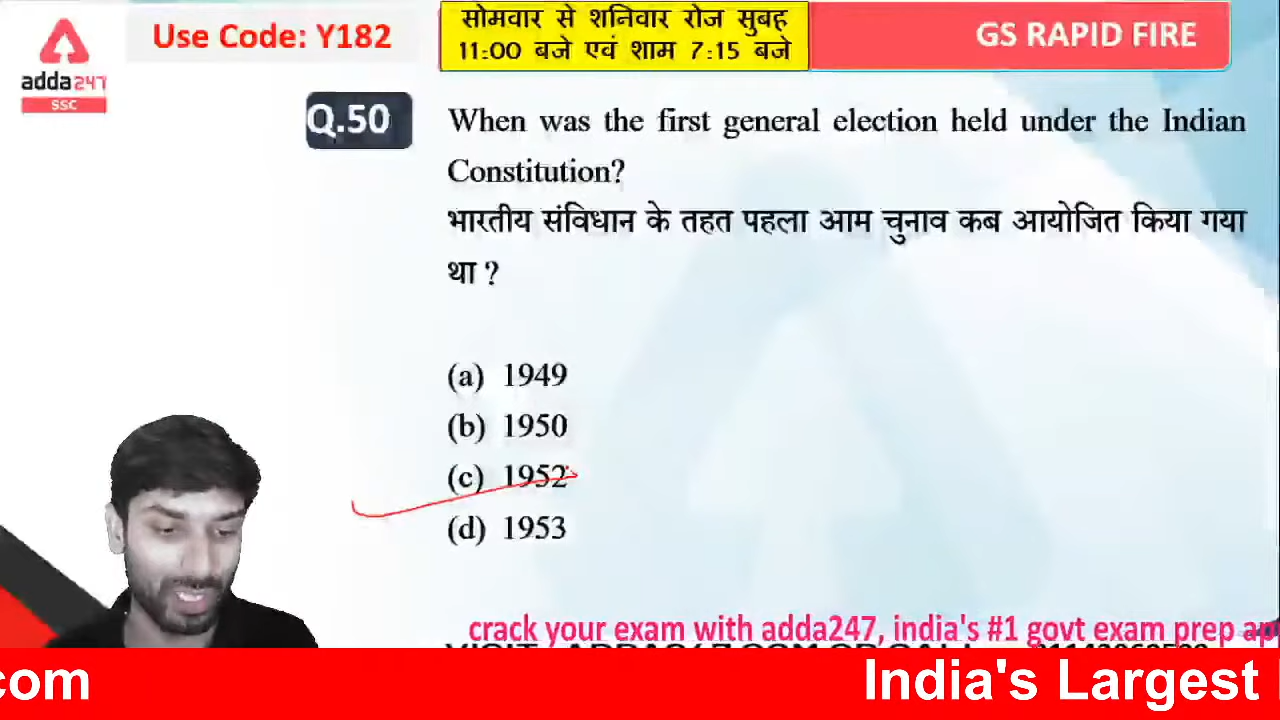 Use Code: Y182
सोमवार से शनिवार रोज सुबह
11:00 बजे एवं शाम 7:15 बजे
GS RAPID FIRE
adda247
SSC
Q.50
When was the first general election held under the Indian
Constitution?
भारतीय संविधान के तहत पहला आम चुनाव कब आयोजित किया गया
था ?
(a) 1949
(b) 1950
(c) 1952
(d) 1953
crack your exam with adda247, india's #1 govt exam prep
com
India's Largest